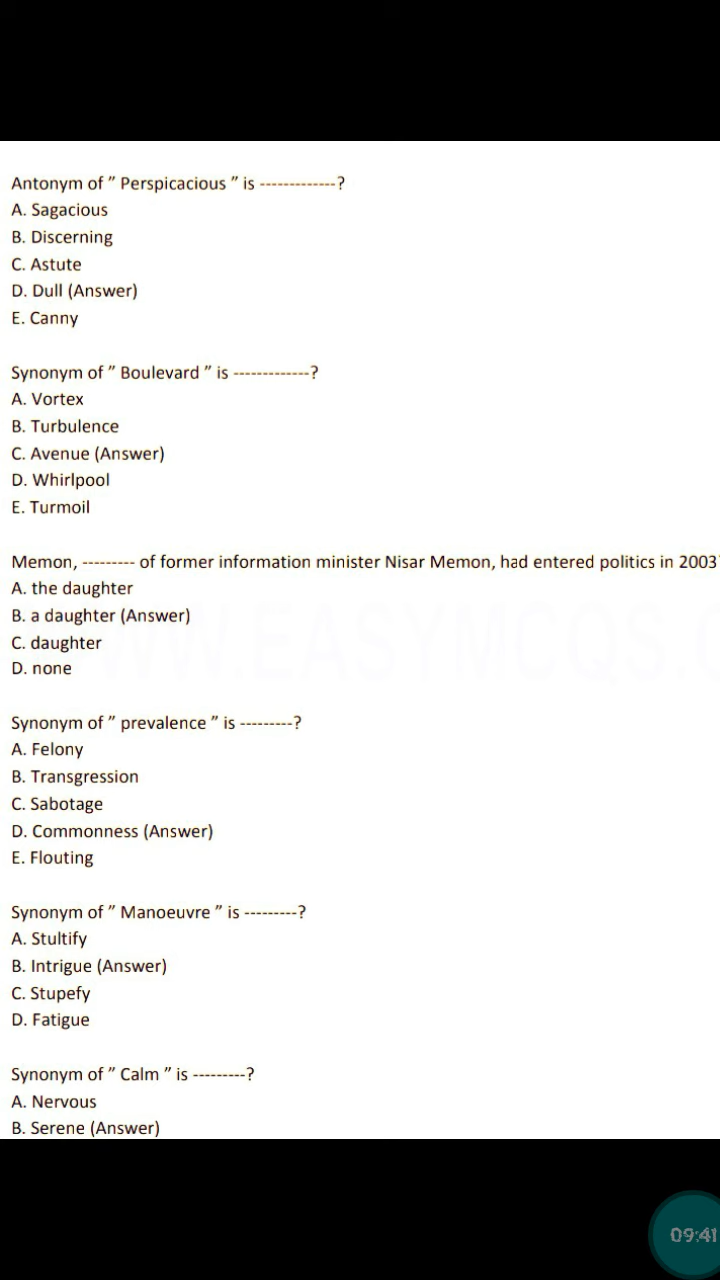 Antonym of ” Perspicacious ” is -------------?
A. Sagacious
B. Discerning
C. Astute
D. Dull (Answer)
E. Canny
Synonym of ” Boulevard ” is -------------?
A. Vortex
B. Turbulence
C. Avenue (Answer)
D. Whirlpool
E. Turmoil
Memon, --------- of former information minister Nisar Memon, had entered politics in 2003
A. the daughter
B. a daughter (Answer)
C. daughter
D. none
WW.EASYMCQS.C
Synonym of ” prevalence ” is ---------?
A. Felony
B. Transgression
C. Sabotage
D. Commonness (Answer)
E. Flouting
Synonym of ” Manoeuvre ” is ---------?
A. Stultify
B. Intrigue (Answer)
C. Stupefy
D. Fatigue
Synonym of ” Calm ” is ---------?
A. Nervous
B. Serene (Answer)
09:41